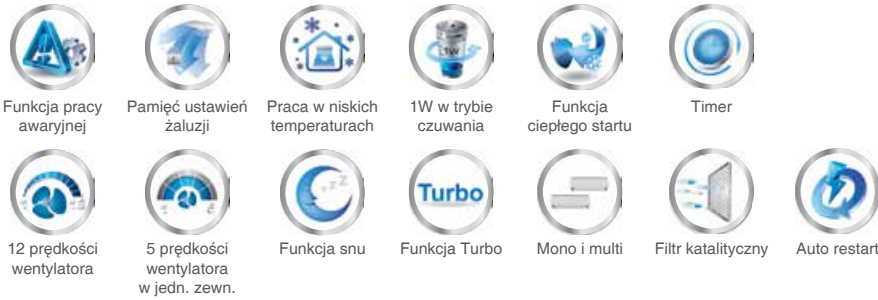 1W
Funkcja pracy
awaryjnej
Pamięć ustawień
żaluzji
Praca w niskich
temperaturach
1W w trybie
czuwania
Funkcja
ciepłego startu
Timer
Turbo
12 prędkości
wentylatora
5 prędkości
wentylatora
w jedn. zewn.
Funkcja snu
Funkcja Turbo
Mono i multi
Filtr katalityczny
Auto restart